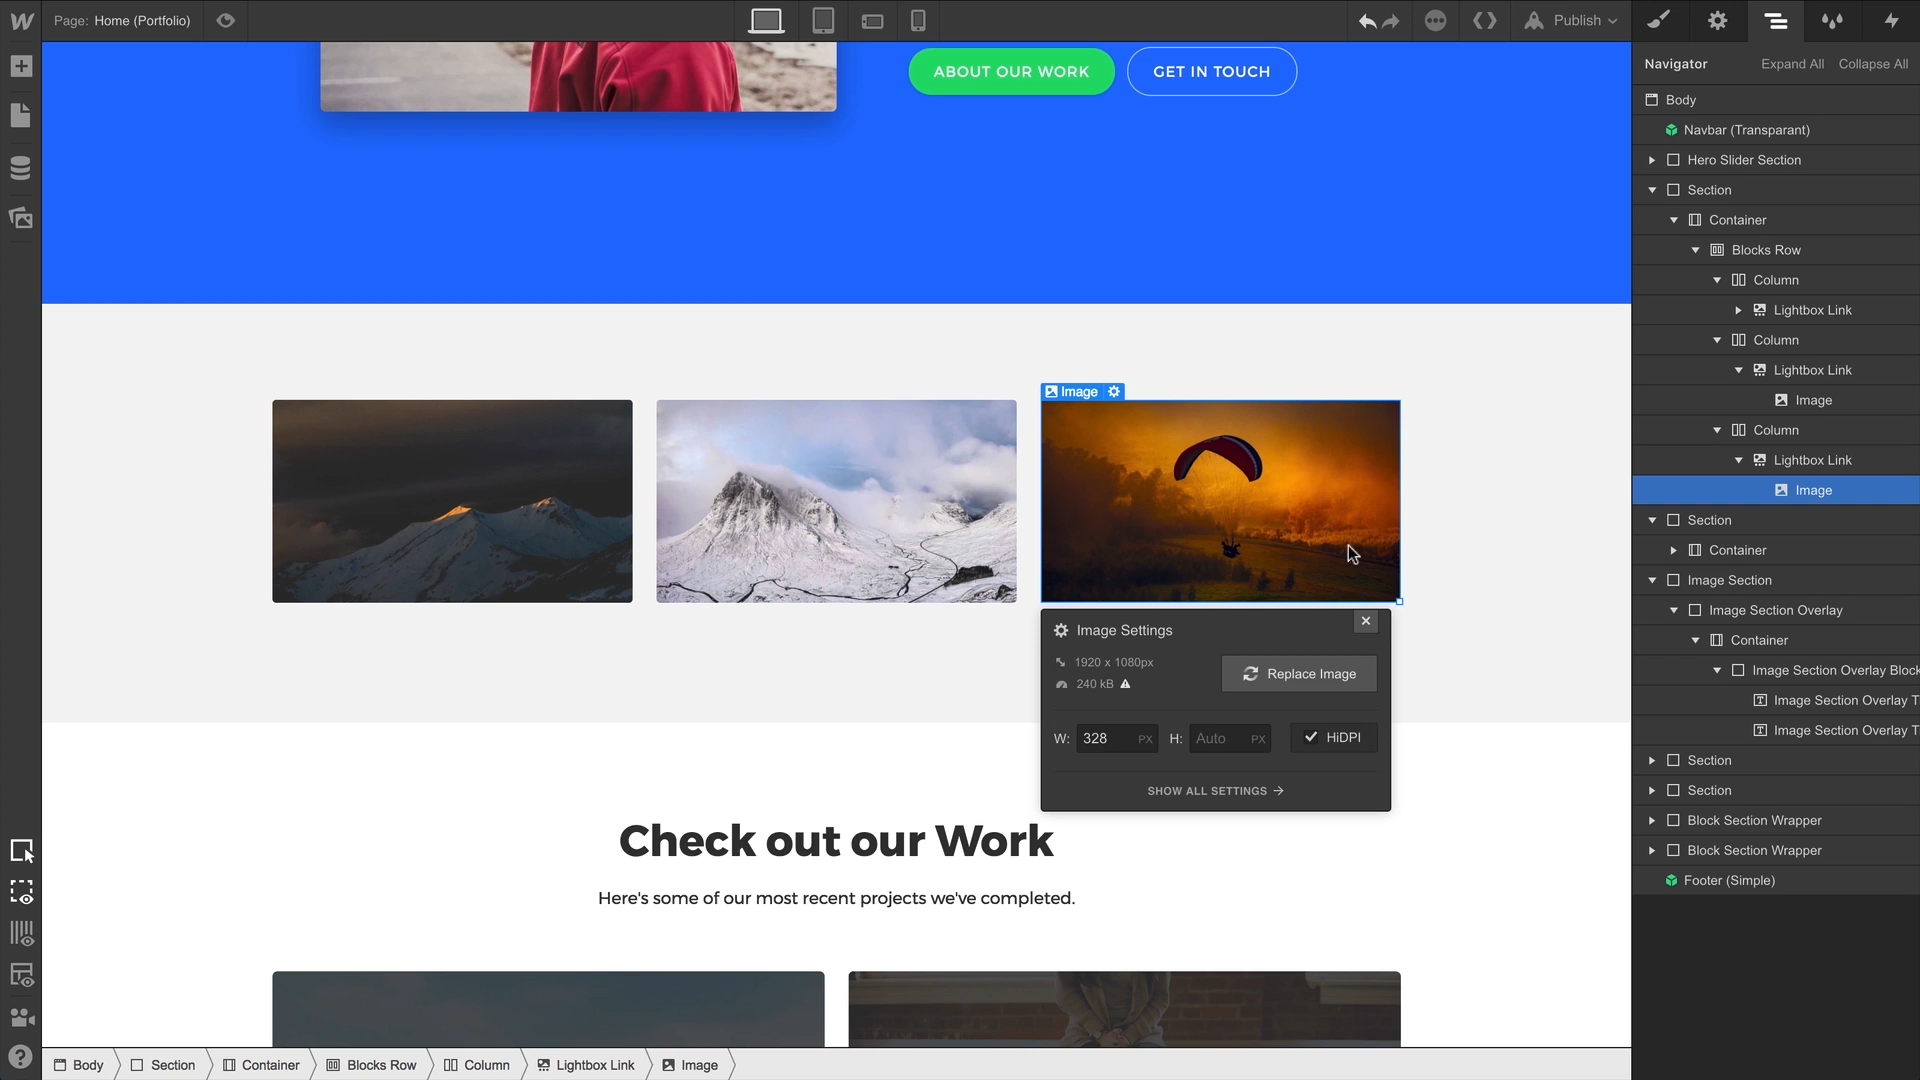 Page: Home (Portfolio)
Publish
ABOUT OUR WORK
GET IN TOUCH
Image
Image Settings
1920 x 1080px
240 kB
Replace Image
W: 328 PX H: Auto PX HiDPI
SHOW ALL SETTINGS
Check out our Work
Here's some of our most recent projects we've completed.
Body Section Container Blocks Row Column Lightbox Link Image
Navigator Expand All Collapse All
Body
Navbar (Transparant)
Hero Slider Section
Section
Container
Blocks Row
Column
Lightbox Link
Column
Lightbox Link
Image
Column
Lightbox Link
Image
Section
Container
Image Section
Image Section Overlay
Container
Image Section Overlay Block
Image Section Overlay T
Image Section Overlay T
Section
Section
Block Section Wrapper
Block Section Wrapper
Footer (Simple)